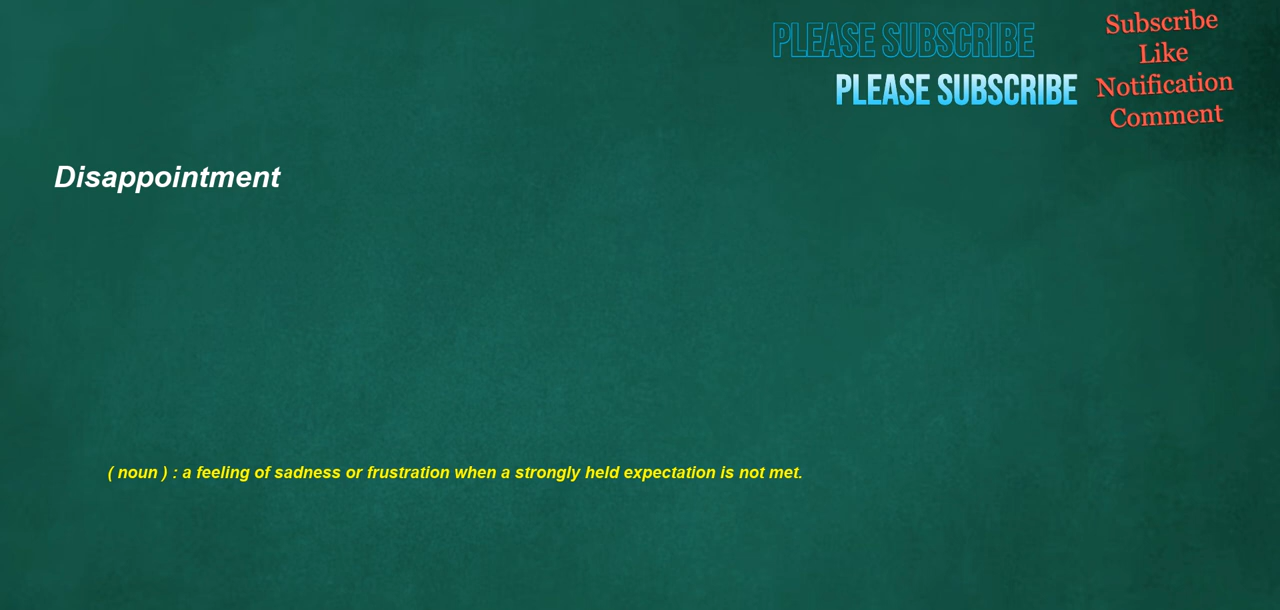 PLEASE SUBSCRIBE
PLEASE SUBSCRIBE
Subscribe
Like
Notification
Comment
Disappointment
( noun ) : a feeling of sadness or frustration when a strongly held expectation is not met.